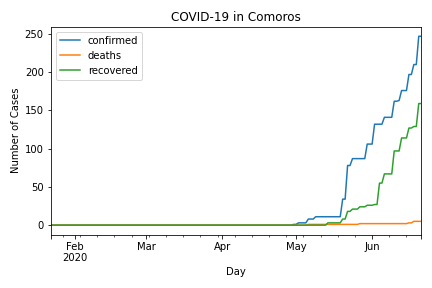 COVID-19 in Comoros
confirmed
deaths
recovered
Number of Cases
250
200
150
100
50
0
Feb Mar Apr May Jun
2020
Day